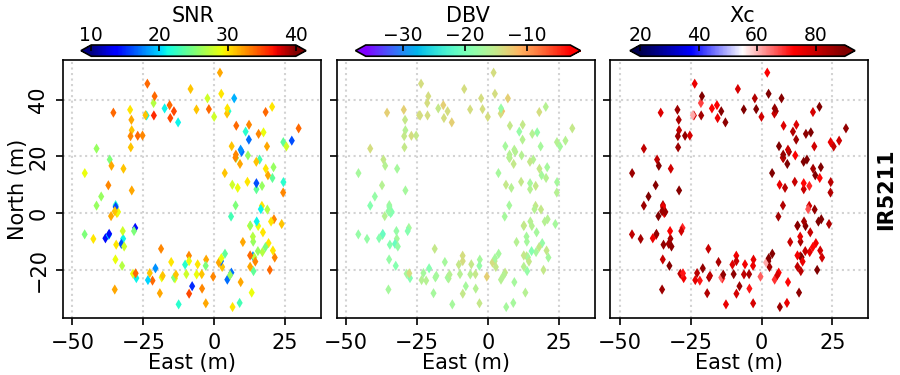 SNR DBV Xc
10 20 30 40 −30 −20 −10 20 40 60 80
40
20
0
−20
North (m)
−50 −25 0 25 −50 −25 0 25 −50 −25 0 25
East (m) East (m) East (m)
IR5211